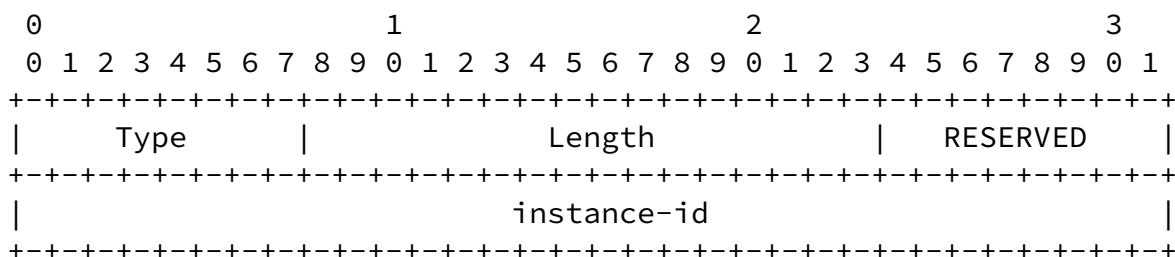 0                   1                   2                   3
 0 1 2 3 4 5 6 7 8 9 0 1 2 3 4 5 6 7 8 9 0 1 2 3 4 5 6 7 8 9 0 1
+-+-+-+-+-+-+-+-+-+-+-+-+-+-+-+-+-+-+-+-+-+-+-+-+-+-+-+-+-+-+-+-+
|     Type      |             Length            |   RESERVED    |
+-+-+-+-+-+-+-+-+-+-+-+-+-+-+-+-+-+-+-+-+-+-+-+-+-+-+-+-+-+-+-+-+
|                           instance-id                         |
+-+-+-+-+-+-+-+-+-+-+-+-+-+-+-+-+-+-+-+-+-+-+-+-+-+-+-+-+-+-+-+-+